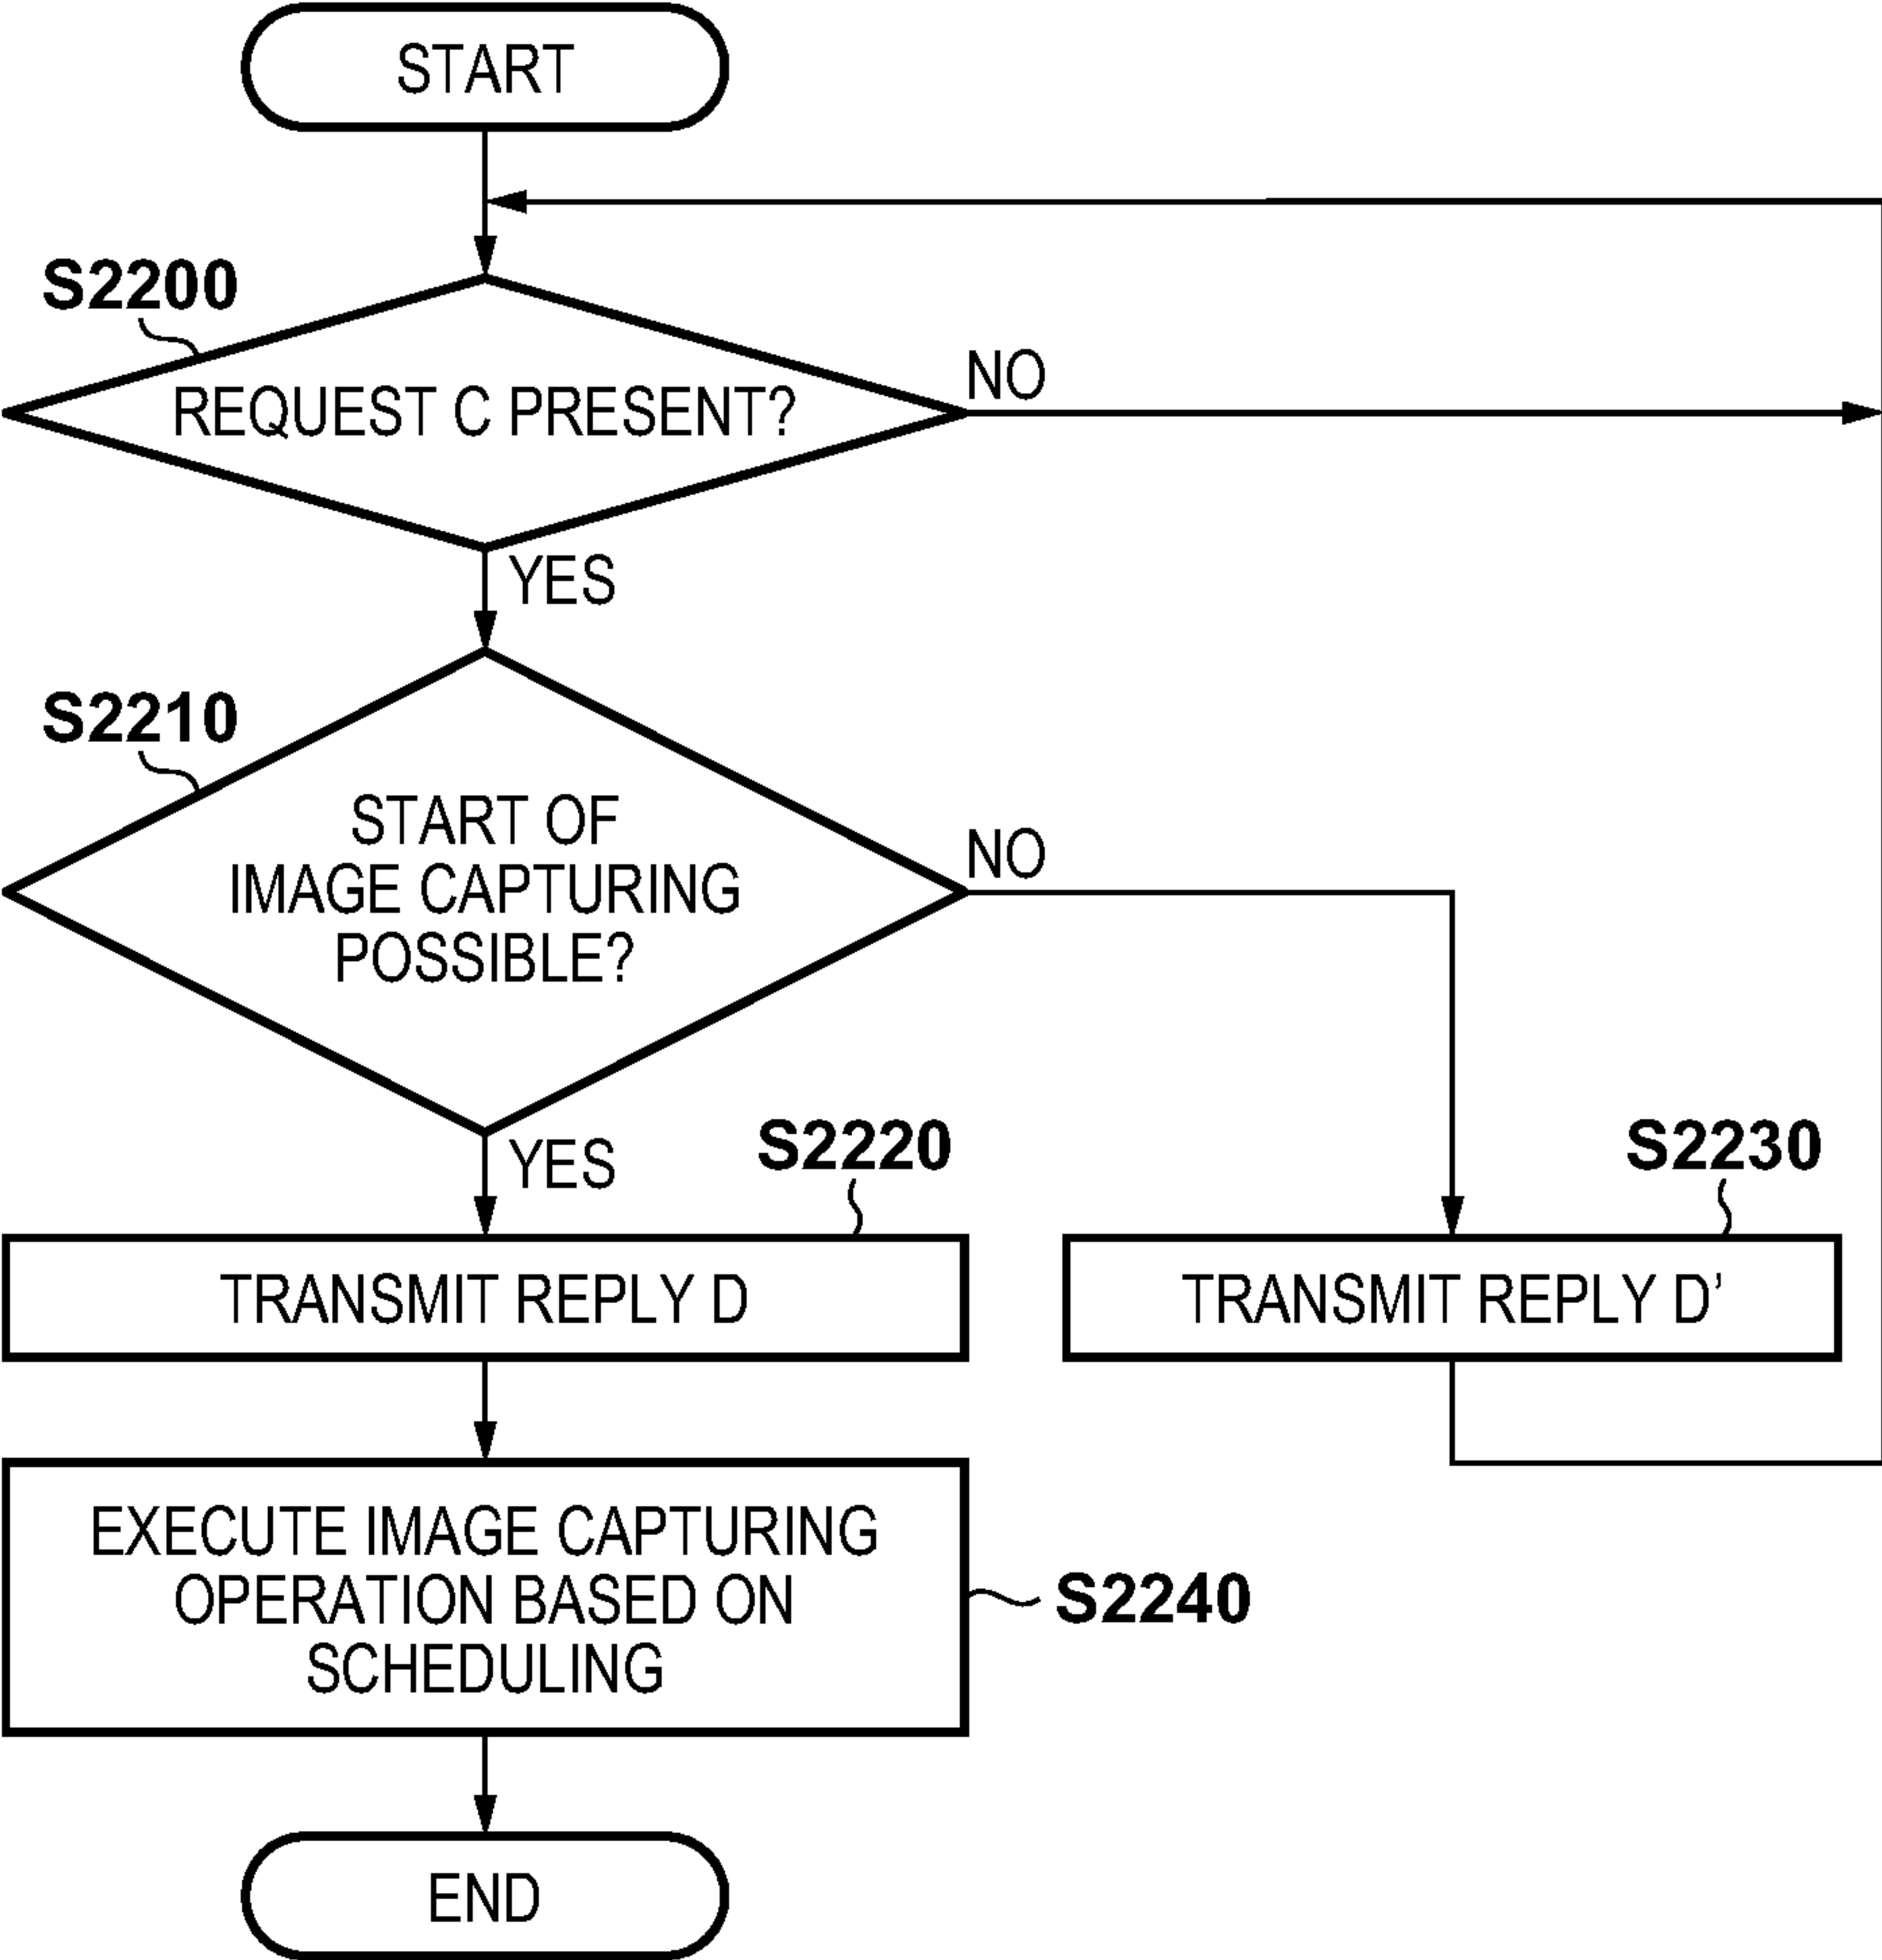 START
S2200
REQUEST C PRESENT?
NO
YES
S2210
START OF
IMAGE CAPTURING
POSSIBLE?
NO
YES
S2220
S2230
TRANSMIT REPLY D
TRANSMIT REPLY D'
EXECUTE IMAGE CAPTURING
OPERATION BASED ON
SCHEDULING
S2240
END